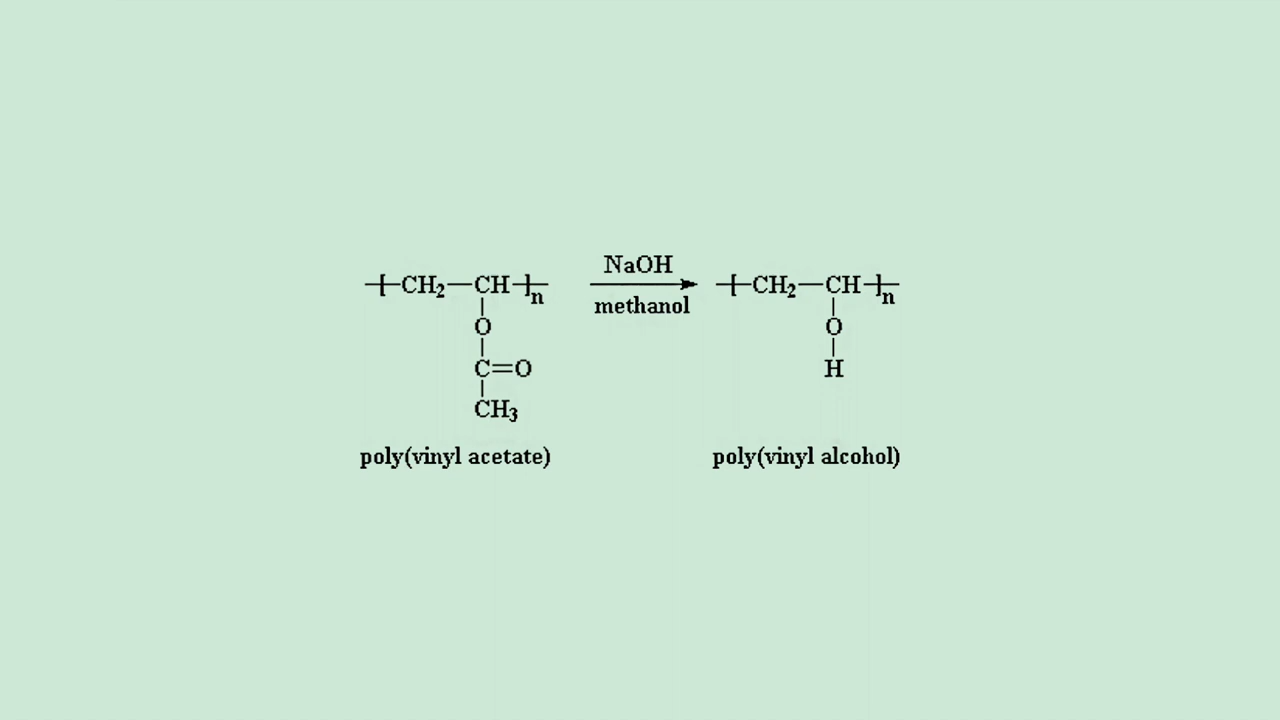 NaOH
-[-CH₂-CH-]-n methanol -[-CH₂-CH-]-n
O O
C=O H
CH₃
poly(vinyl acetate) poly(vinyl alcohol)